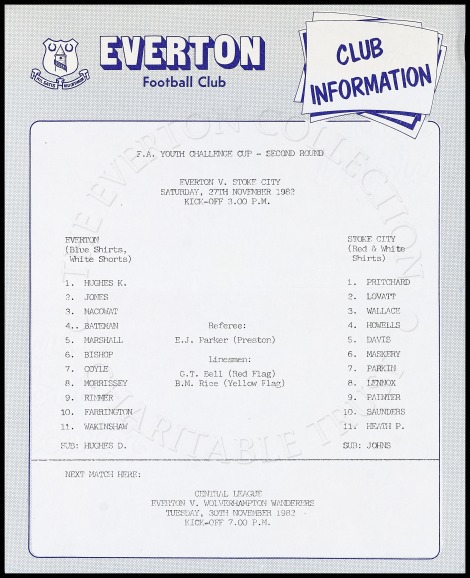 EVERTON
Football Club
CLUB
INFORMATION
F.A. YOUTH CHALLENGE CUP - SECOND ROUND
EVERTON V. STOKE CITY
SATURDAY, 27TH NOVEMBER 1982
KICK-OFF 3.00 P.M.
EVERTON
(Blue Shirts,
White Shorts)
STOKE CITY
(Red & White
Shirts)
1. HUGHES K. 1. PRITCHARD
2. JONES 2. LOVATT
3. MACOWAT 3. WALLACE
4. BATEMAN Referee: 4. HOWELLS
5. MARSHALL E.J. Parker (Preston) 5. DAVIS
6. BISHOP Linesmen: 6. MASKERY
7. COYLE G.T. Bell (Red Flag) 7. PARKIN
8. MORRISSEY B.M. Rice (Yellow Flag) 8. LENNOX
9. RIMMER 9. PAINTER
10. FARRINGTON 10. SAUNDERS
11. WAKINSHAW 11. HEATH P.
SUB: HUGHES D. SUB: JOHNS
NEXT MATCH HERE:
CENTRAL LEAGUE
EVERTON V. WOLVERHAMPTON WANDERERS
TUESDAY, 30TH NOVEMBER 1982
KICK-OFF 7.00 P.M.
THE EVERTON COLLECTION CHARITABLE TRUST